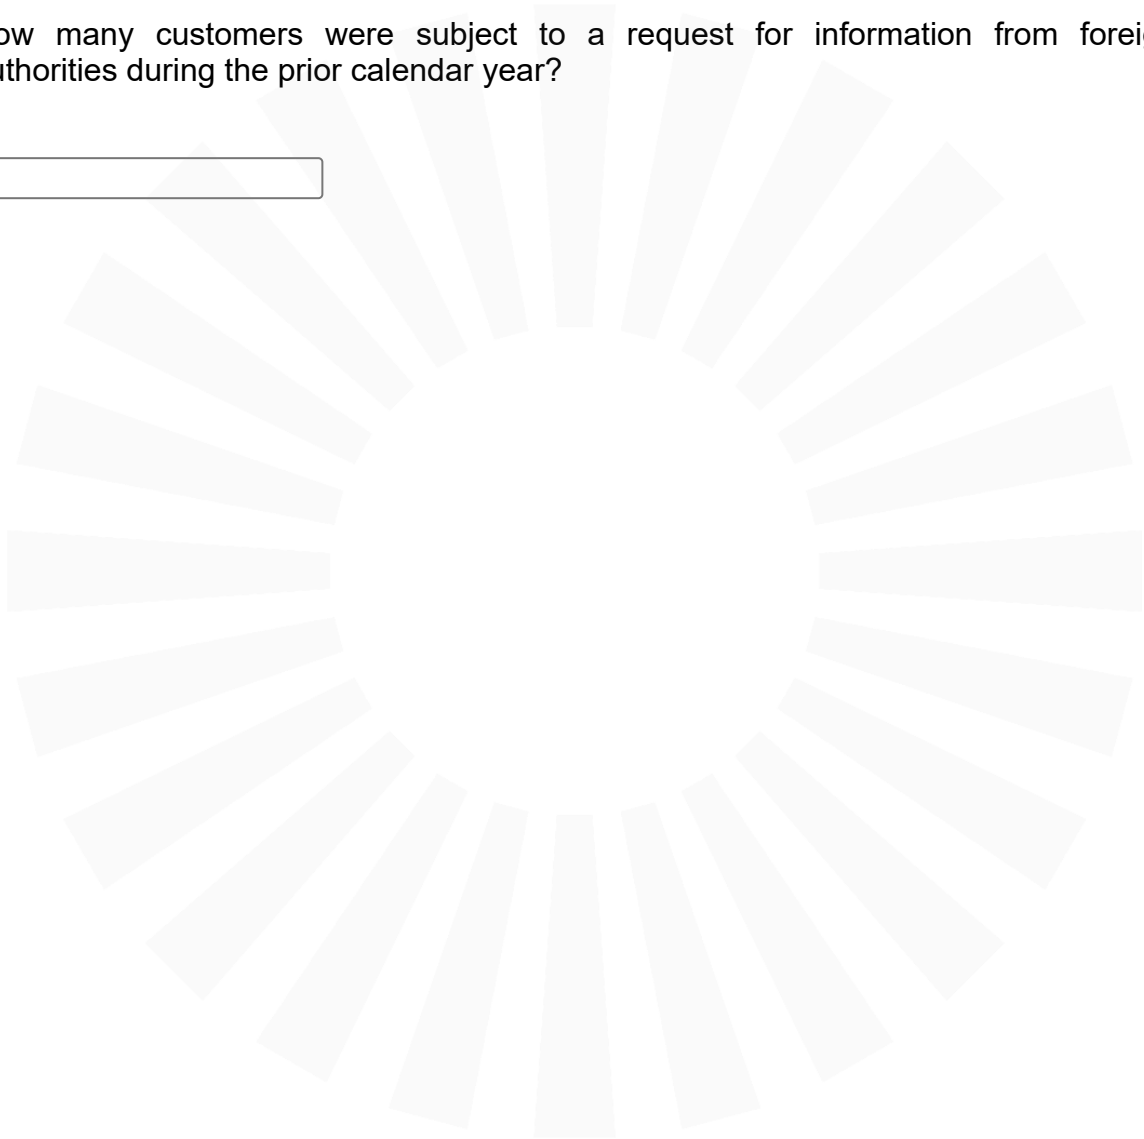 ow many customers were subject to a request for information from forei
uthorities during the prior calendar year?